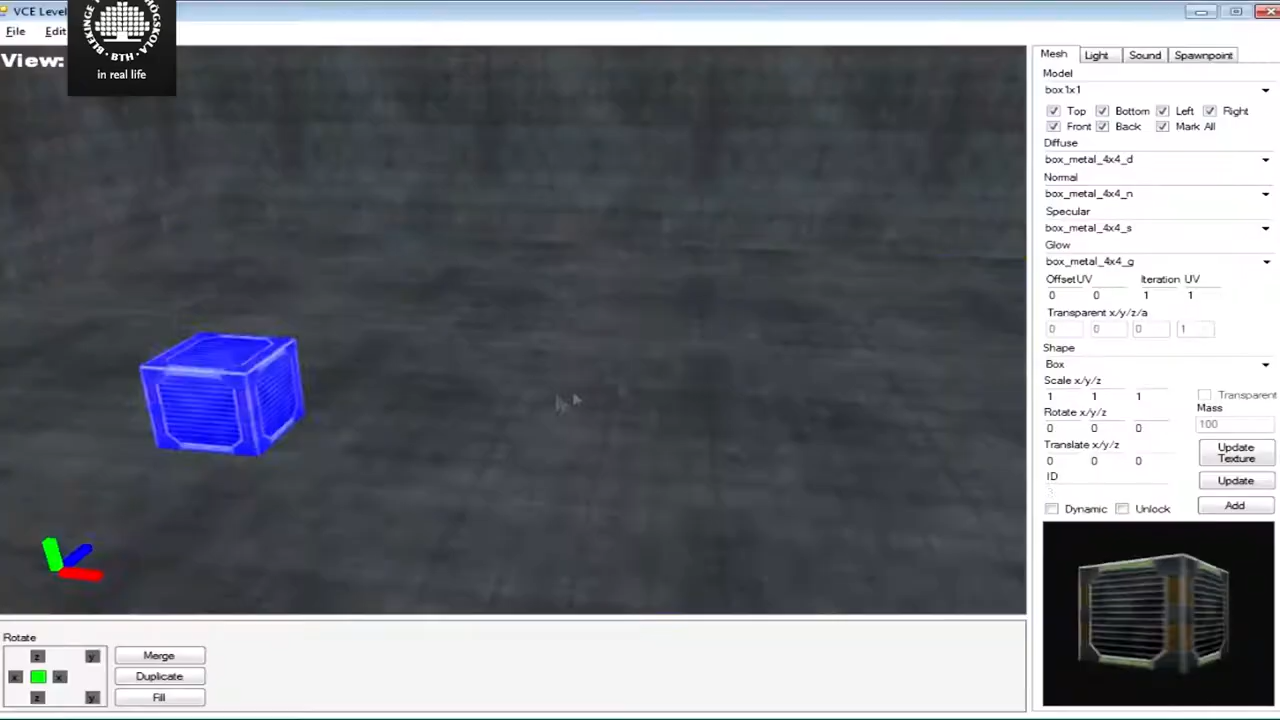 VCE Level
File Edit
View:
BLEKINGE
HÖGSKOLA
BTH
in real life
Mesh Light Sound Spawnpoint
Model
box1x1
Top Bottom Left Right
Front Back Mark All
Diffuse
box_metal_4x4_d
Normal
box_metal_4x4_n
Specular
box_metal_4x4_s
Glow
box_metal_4x4_g
OffsetUV Iteration UV
0 0 1 1
Transparent x/y/z/a
0 0 0 1
Shape
Box
Scale x/y/z
1 1 1
Transparent
Rotate x/y/z
0 0 0
Mass
100
Translate x/y/z
0 0 0
Update
Texture
ID
3
Update
Dynamic Unlock
Add
Rotate
z y
x x
z y
Merge
Duplicate
Fill